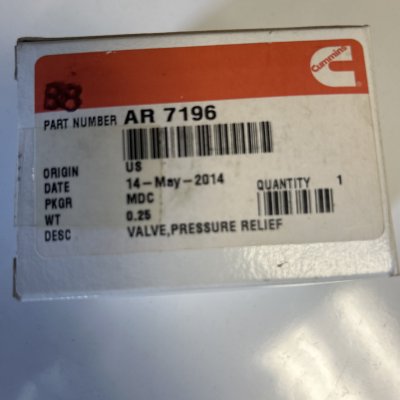 Cummins
88
PART NUMBER AR 7196
ORIGIN US
DATE 14-May-2014 QUANTITY 1
PKGR MDC
WT 0.25
DESC VALVE,PRESSURE RELIEF